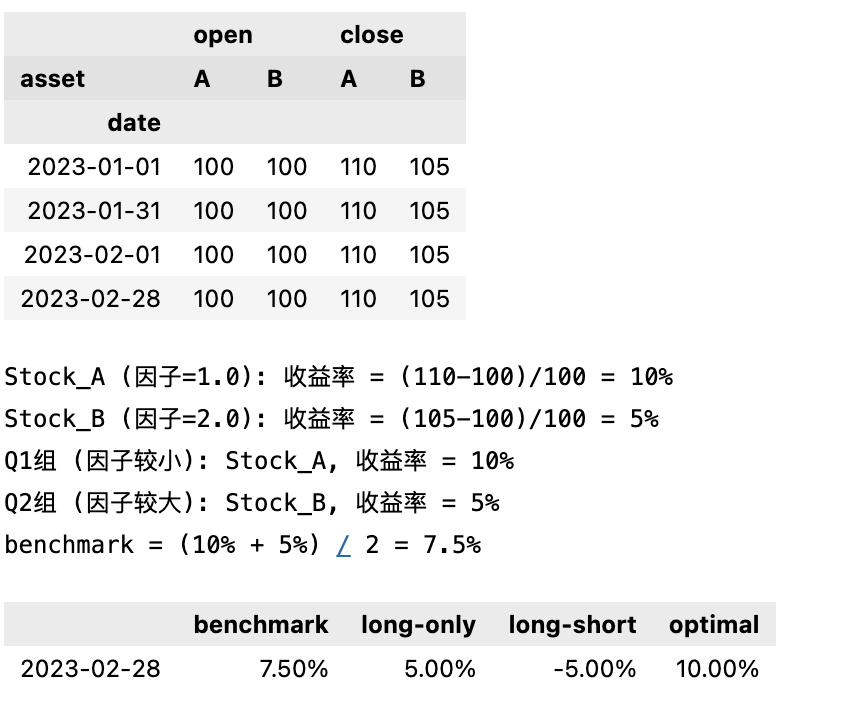 open close
asset A B A B
date
2023-01-01 100 100 110 105
2023-01-31 100 100 110 105
2023-02-01 100 100 110 105
2023-02-28 100 100 110 105
Stock_A (因子=1.0): 收益率 = (110-100)/100 = 10%
Stock_B (因子=2.0): 收益率 = (105-100)/100 = 5%
Q1组 (因子较小): Stock_A, 收益率 = 10%
Q2组 (因子较大): Stock_B, 收益率 = 5%
benchmark = (10% + 5%) / 2 = 7.5%
benchmark long-only long-short optimal
2023-02-28 7.50% 5.00% -5.00% 10.00%